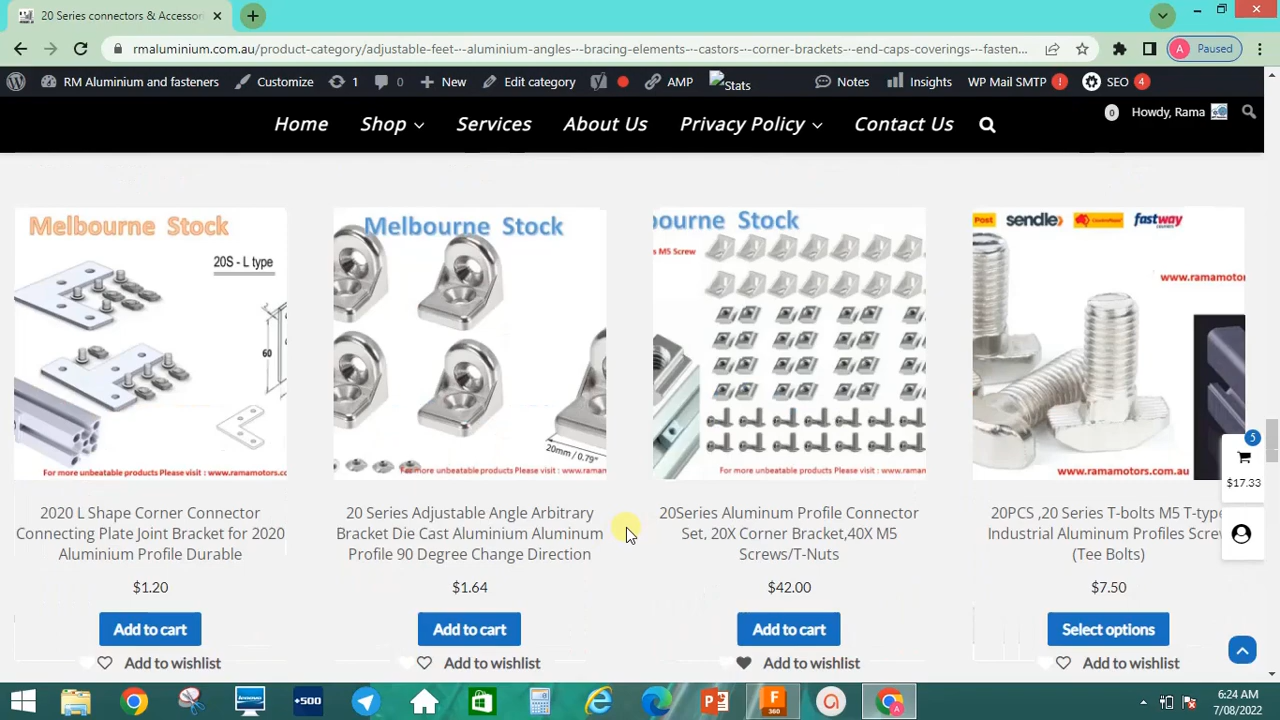 20 Series connectors & Accessor
rmaluminium.com.au/product-category/adjustable-feet-·-aluminium-angles-·-bracing-elements-·-castors-·-corner-brackets-·-end-caps-coverings-·-fasten...
A Paused
RM Aluminium and fasteners Customize 1 0 New Edit category AMP Stats Notes Insights WP Mail SMTP ! SEO 4
Home Shop Services About Us Privacy Policy Contact Us
0 Howdy, Rama
Melbourne Stock
20S - L type
60
For more unbeatable products Please visit : www.ramamotors
2020 L Shape Corner Connector
Connecting Plate Joint Bracket for 2020
Aluminium Profile Durable
$1.20
Add to cart
Add to wishlist
Melbourne Stock
20mm / 0.79"
For more unbeatable products Please visit : www.ramamotors
20 Series Adjustable Angle Arbitrary
Bracket Die Cast Aluminium Aluminum
Profile 90 Degree Change Direction
$1.64
Add to cart
Add to wishlist
bourne Stock
s M5 Screw
For more unbeatable products Please visit : www.ramamotors
20Series Aluminum Profile Connector
Set, 20X Corner Bracket,40X M5
Screws/T-Nuts
$42.00
Add to cart
Add to wishlist
Post sendle fastway
www.ramamotors
www.ramamotors.com.au
20PCS ,20 Series T-bolts M5 T-type
Industrial Aluminum Profiles Screw
(Tee Bolts)
$7.50
Select options
Add to wishlist
5
$17.33
+500
6:24 AM
7/08/2022